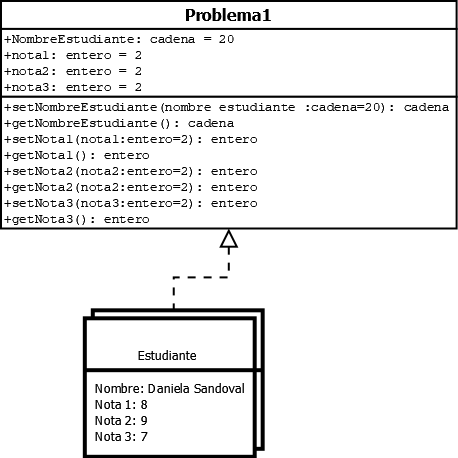 Problema1
+NombreEstudiante: cadena = 20
+nota1: entero = 2
+nota2: entero = 2
+nota3: entero = 2
+setNombreEstudiante(nombre estudiante :cadena=20): cadena
+getNombreEstudiante(): cadena
+setNota1(nota1:entero=2): entero
+getNota1(): entero
+setNota2(nota2:entero=2): entero
+getNota2(nota2:entero=2): entero
+setNota3(nota3:entero=2): entero
+getNota3(): entero
Estudiante
Nombre: Daniela Sandoval
Nota 1: 8
Nota 2: 9
Nota 3: 7